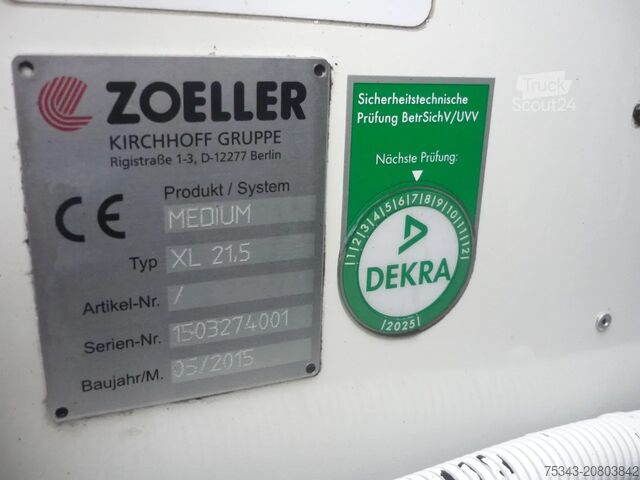 ZOELLER
KIRCHHOFF GRUPPE
Rigistraße 1-3, D-12277 Berlin
CE
Produkt / System
MEDIUM
Typ XL 21,5
Artikel-Nr. /
Serien-Nr. 1503274001
Baujahr/M. 05/2015
Sicherheitstechnische
Prüfung BetrSichV/UVV
Nächste Prüfung:
1|2|3|4|5|6|7|8|9|10|11|12
DEKRA
2025
Truck
Scout24
75343-20803842